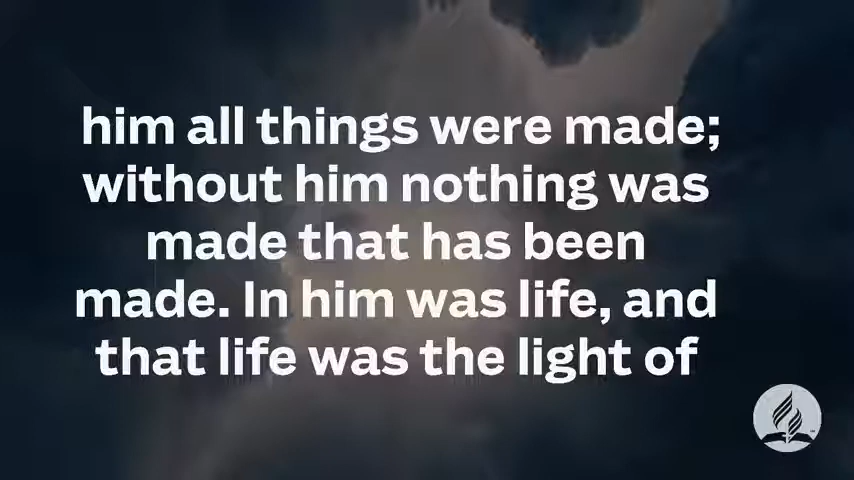 him all things were made;
without him nothing was
made that has been
made. In him was life, and
that life was the light of